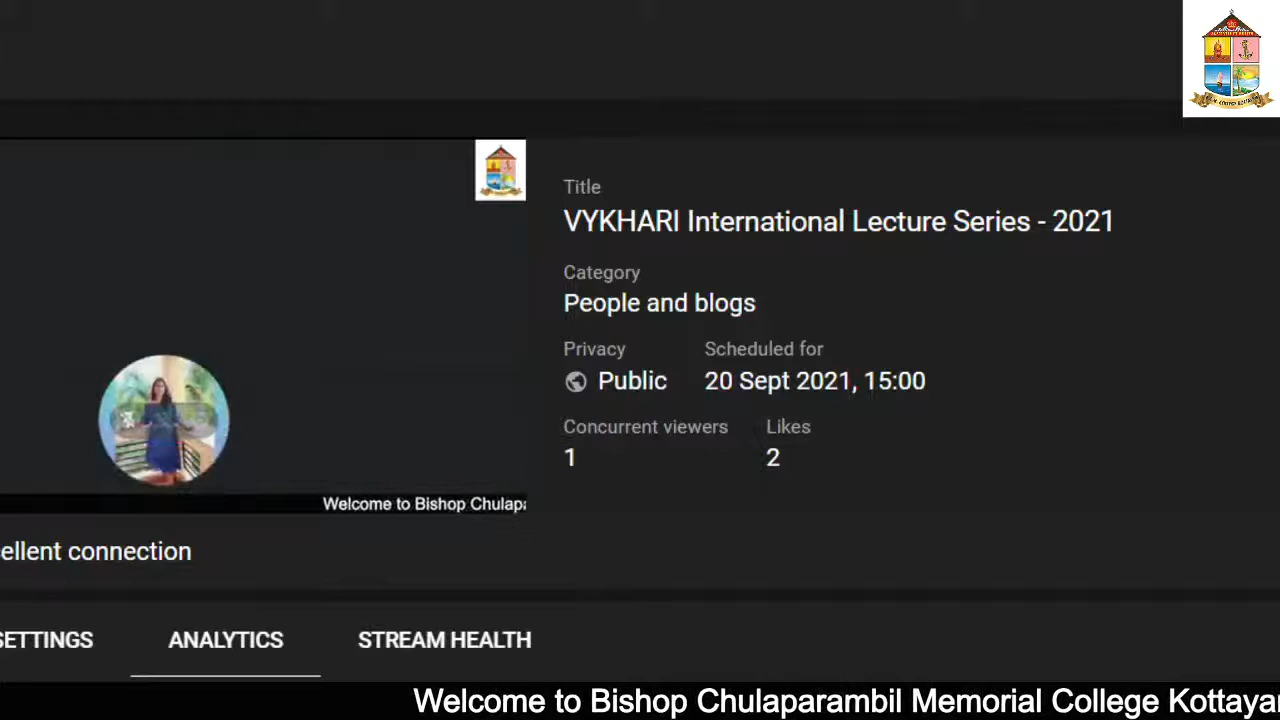 Title
VYKHARI International Lecture Series - 2021
Category
People and blogs
Privacy
Scheduled for
Public
20 Sept 2021, 15:00
Concurrent viewers
Likes
1
2
Welcome to Bishop Chulapa
ellent connection
SETTINGS
ANALYTICS
STREAM HEALTH
Welcome to Bishop Chulaparambil Memorial College Kottaya